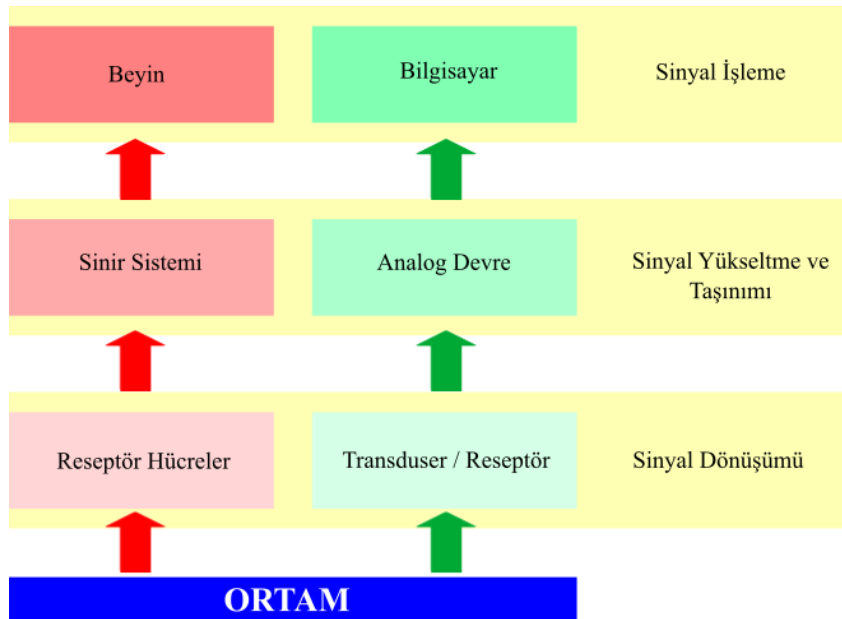 Beyin
Bilgisayar
Sinyal İşleme
Sinir Sistemi
Analog Devre
Sinyal Yükseltme ve
Taşınımı
Reseptör Hücreler
Transduser / Reseptör
Sinyal Dönüşümü
ORTAM